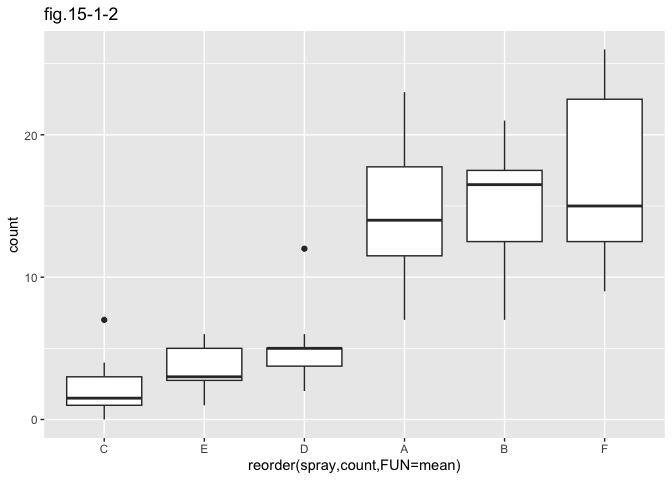 fig.15-1-2
count
20
10
0
C E D A B F
reorder(spray,count,FUN=mean)